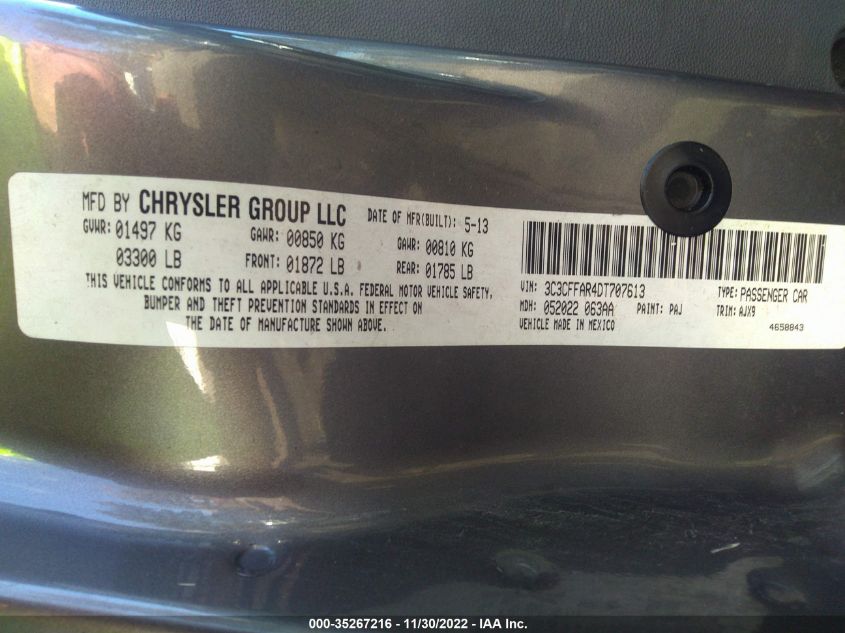 MFD BY CHRYSLER GROUP LLC DATE OF MFR(BUILT): 5-13
GVWR: 01497 KG GAWR: 00850 KG GAWR: 00810 KG
03300 LB FRONT: 01872 LB REAR: 01785 LB
THIS VEHICLE CONFORMS TO ALL APPLICABLE U.S.A. FEDERAL MOTOR VEHICLE SAFETY,
BUMPER AND THEFT PREVENTION STANDARDS IN EFFECT ON
THE DATE OF MANUFACTURE SHOWN ABOVE.
VIN: 3C3CFFAR4DT707613 TYPE: PASSENGER CAR
MDH: 052022 063AA PAINT: PAJ TRIM: AJX9
VEHICLE MADE IN MEXICO 4658843
000-35267216 - 11/30/2022 - IAA Inc.